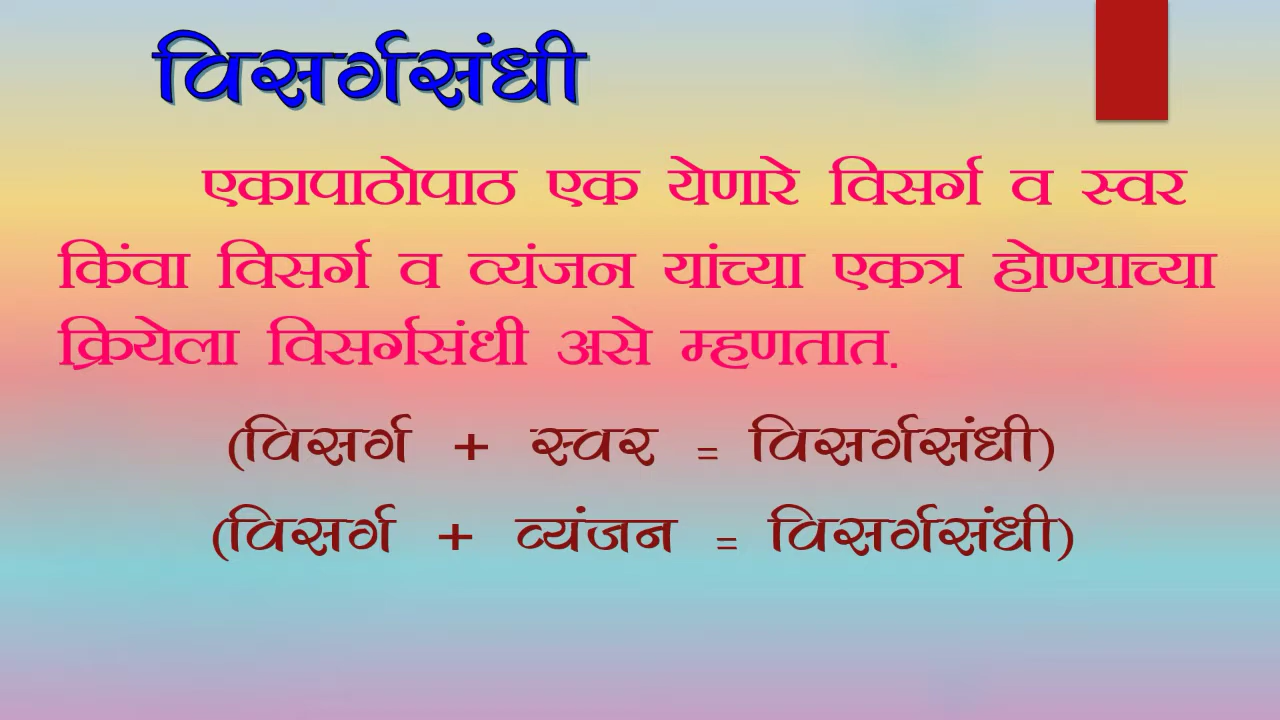 विसर्गसंधी
एकापाठोपाठ एक येणारे विसर्ग व स्वर
किंवा विसर्ग व व्यंजन यांच्या एकत्र होण्याच्या
क्रियेला विसर्गसंधी असे म्हणतात.
(विसर्ग + स्वर = विसर्गसंधी)
(विसर्ग + व्यंजन = विसर्गसंधी)